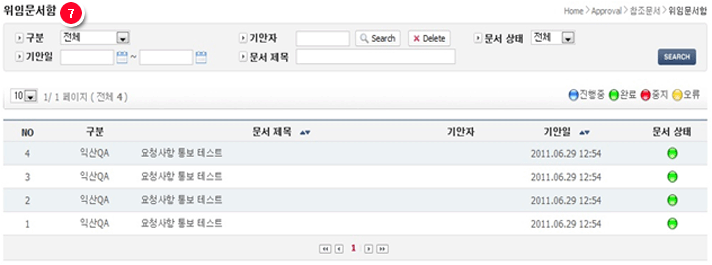 위임문서함 7
Home > Approval > 참조문서 > 위임문서함
구분 전체 기안자 Search Delete 문서 상태 전체
기안일 ~ 문서 제목 SEARCH
10 1/ 1 페이지 ( 전체 4 ) 진행중 완료 중지 오류
NO 구분 문서 제목 기안자 기안일 문서 상태
4 익산QA 요청사항 통보 테스트 2011.06.29 12:54
3 익산QA 요청사항 통보 테스트 2011.06.29 12:54
2 익산QA 요청사항 통보 테스트 2011.06.29 12:54
1 익산QA 요청사항 통보 테스트 2011.06.29 12:54
1